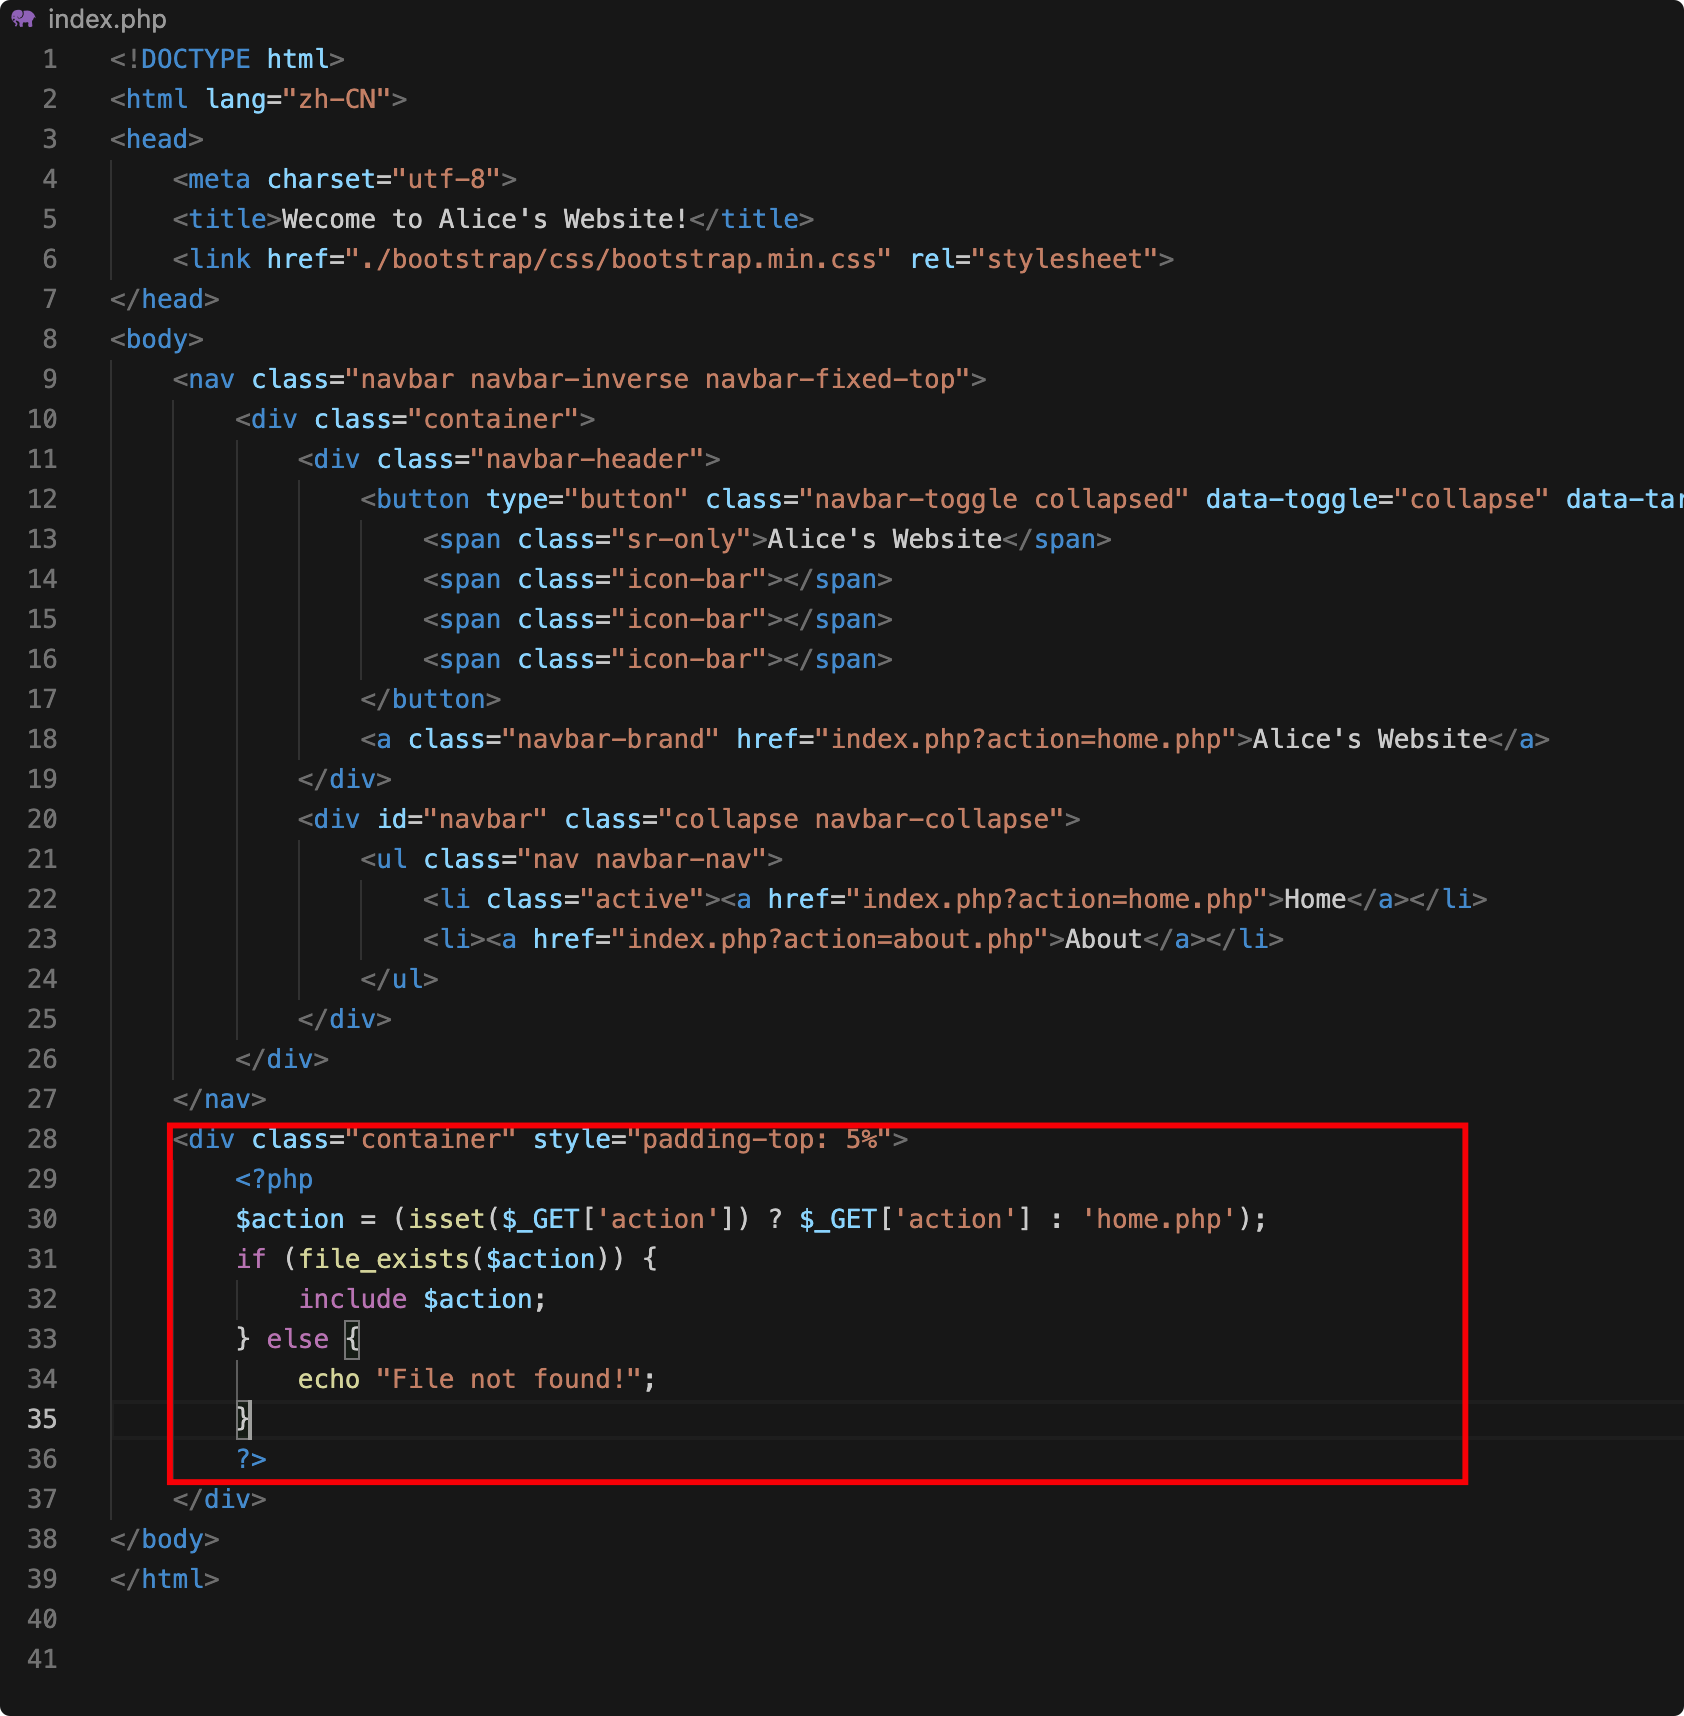 index.php
1 <!DOCTYPE html>
2 <html lang="zh-CN">
3 <head>
4     <meta charset="utf-8">
5     <title>Wecome to Alice's Website!</title>
6     <link href="./bootstrap/css/bootstrap.min.css" rel="stylesheet">
7 </head>
8 <body>
9     <nav class="navbar navbar-inverse navbar-fixed-top">
10         <div class="container">
11             <div class="navbar-header">
12                 <button type="button" class="navbar-toggle collapsed" data-toggle="collapse" data-tar
13                     <span class="sr-only">Alice's Website</span>
14                     <span class="icon-bar"></span>
15                     <span class="icon-bar"></span>
16                     <span class="icon-bar"></span>
17                 </button>
18                 <a class="navbar-brand" href="index.php?action=home.php">Alice's Website</a>
19             </div>
20             <div id="navbar" class="collapse navbar-collapse">
21                 <ul class="nav navbar-nav">
22                     <li class="active"><a href="index.php?action=home.php">Home</a></li>
23                     <li><a href="index.php?action=about.php">About</a></li>
24                 </ul>
25             </div>
26         </div>
27     </nav>
28     <div class="container" style="padding-top: 5%">
29         <?php
30         $action = (isset($_GET['action']) ? $_GET['action'] : 'home.php');
31         if (file_exists($action)) {
32             include $action;
33         } else {
34             echo "File not found!";
35         }
36         ?>
37     </div>
38 </body>
39 </html>
40
41